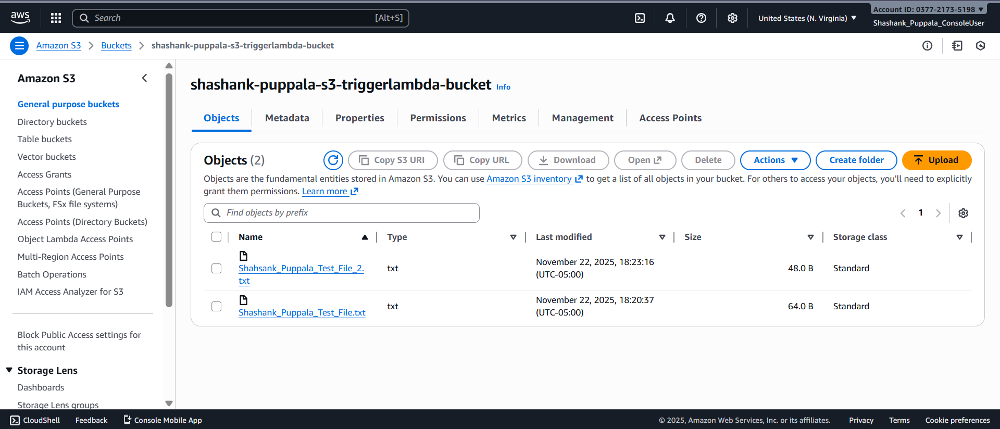 aws
Search
[Alt+S]
United States (N. Virginia)
Account ID: 0377-2173-5198
Shashank_Puppala_ConsoleUser
Amazon S3
Buckets
shashank-puppala-s3-triggerlambda-bucket
Amazon S3
General purpose buckets
Directory buckets
Table buckets
Vector buckets
Access Grants
Access Points (General Purpose
Buckets, FSx file systems)
Access Points (Directory Buckets)
Object Lambda Access Points
Multi-Region Access Points
Batch Operations
IAM Access Analyzer for S3
Block Public Access settings for
this account
Storage Lens
Dashboards
Storage Lens groups
shashank-puppala-s3-triggerlambda-bucket Info
Objects
Metadata
Properties
Permissions
Metrics
Management
Access Points
Objects (2)
Copy S3 URI
Copy URL
Download
Open
Delete
Actions
Create folder
Upload
Objects are the fundamental entities stored in Amazon S3. You can use Amazon S3 inventory to get a list of all objects in your bucket. For others to access your objects, you'll need to explicitly
grant them permissions. Learn more
Find objects by prefix
1
Name
Type
Last modified
Size
Storage class
Shahsank_Puppala_Test_File_2.
txt
txt
November 22, 2025, 18:23:16
(UTC-05:00)
48.0 B
Standard
Shashank_Puppala_Test_File.txt
txt
November 22, 2025, 18:20:37
(UTC-05:00)
64.0 B
Standard
CloudShell
Feedback
Console Mobile App
© 2025, Amazon Web Services, Inc. or its affiliates.
Privacy
Terms
Cookie preferences